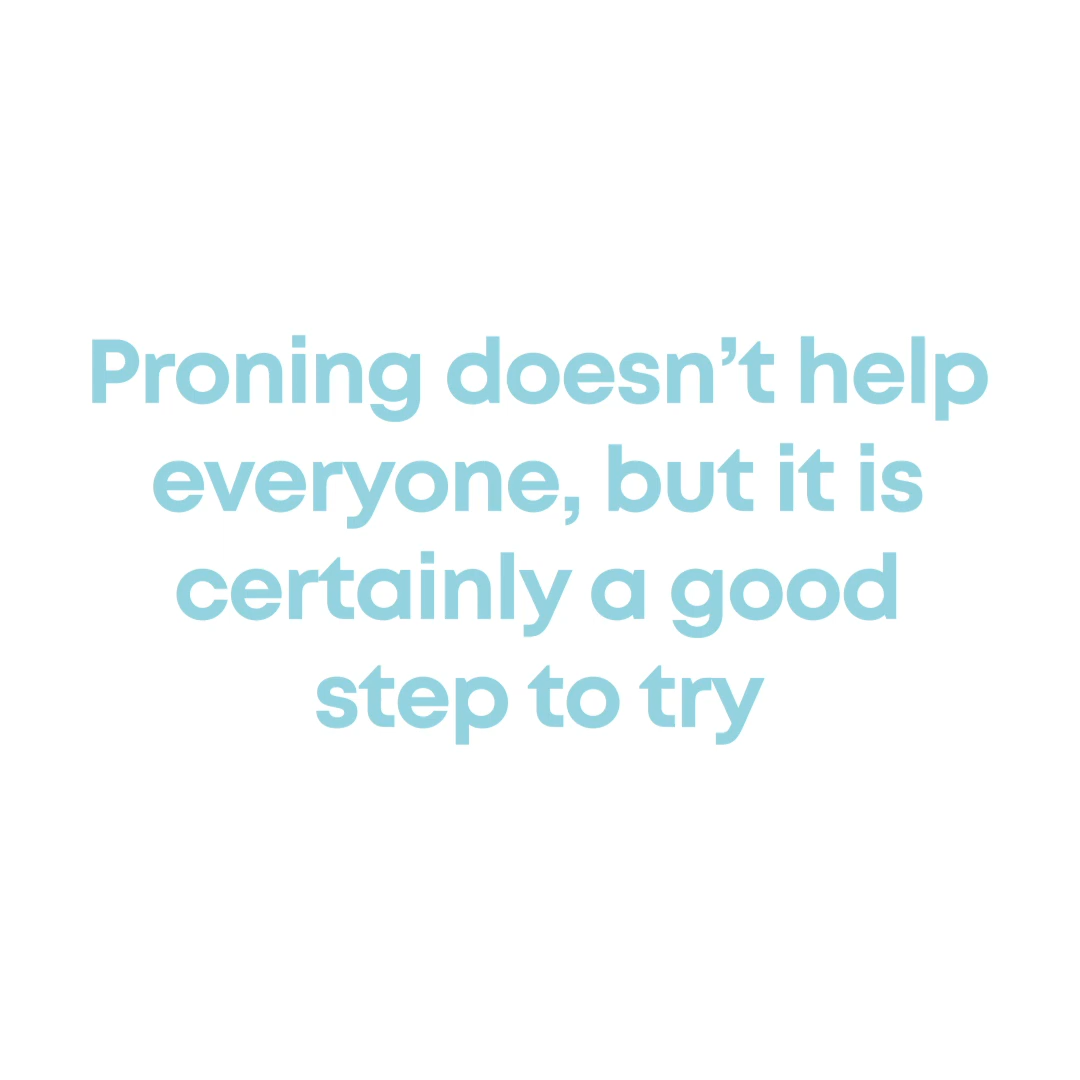 Proning doesn’t help
everyone, but it is
certainly a good
step to try